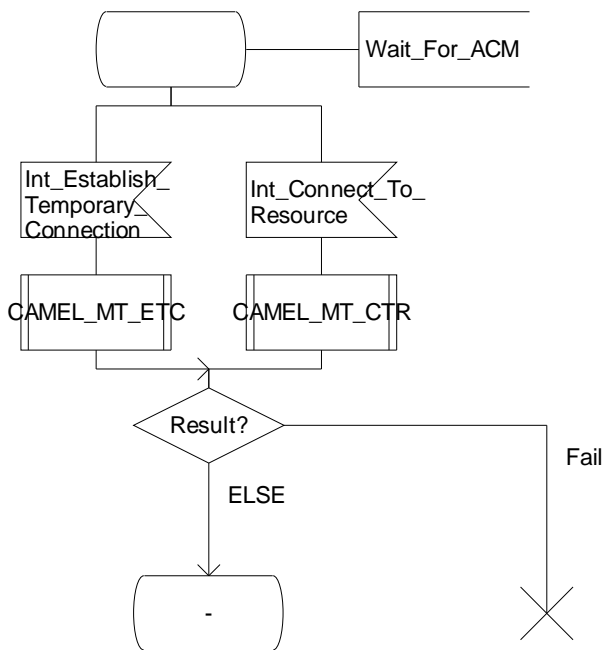 Wait_For_ACM
Int_Establish_
Temporary_
Connection
Int_Connect_To_
Resource
CAMEL_MT_ETC
CAMEL_MT_CTR
Result?
Fail
ELSE
-